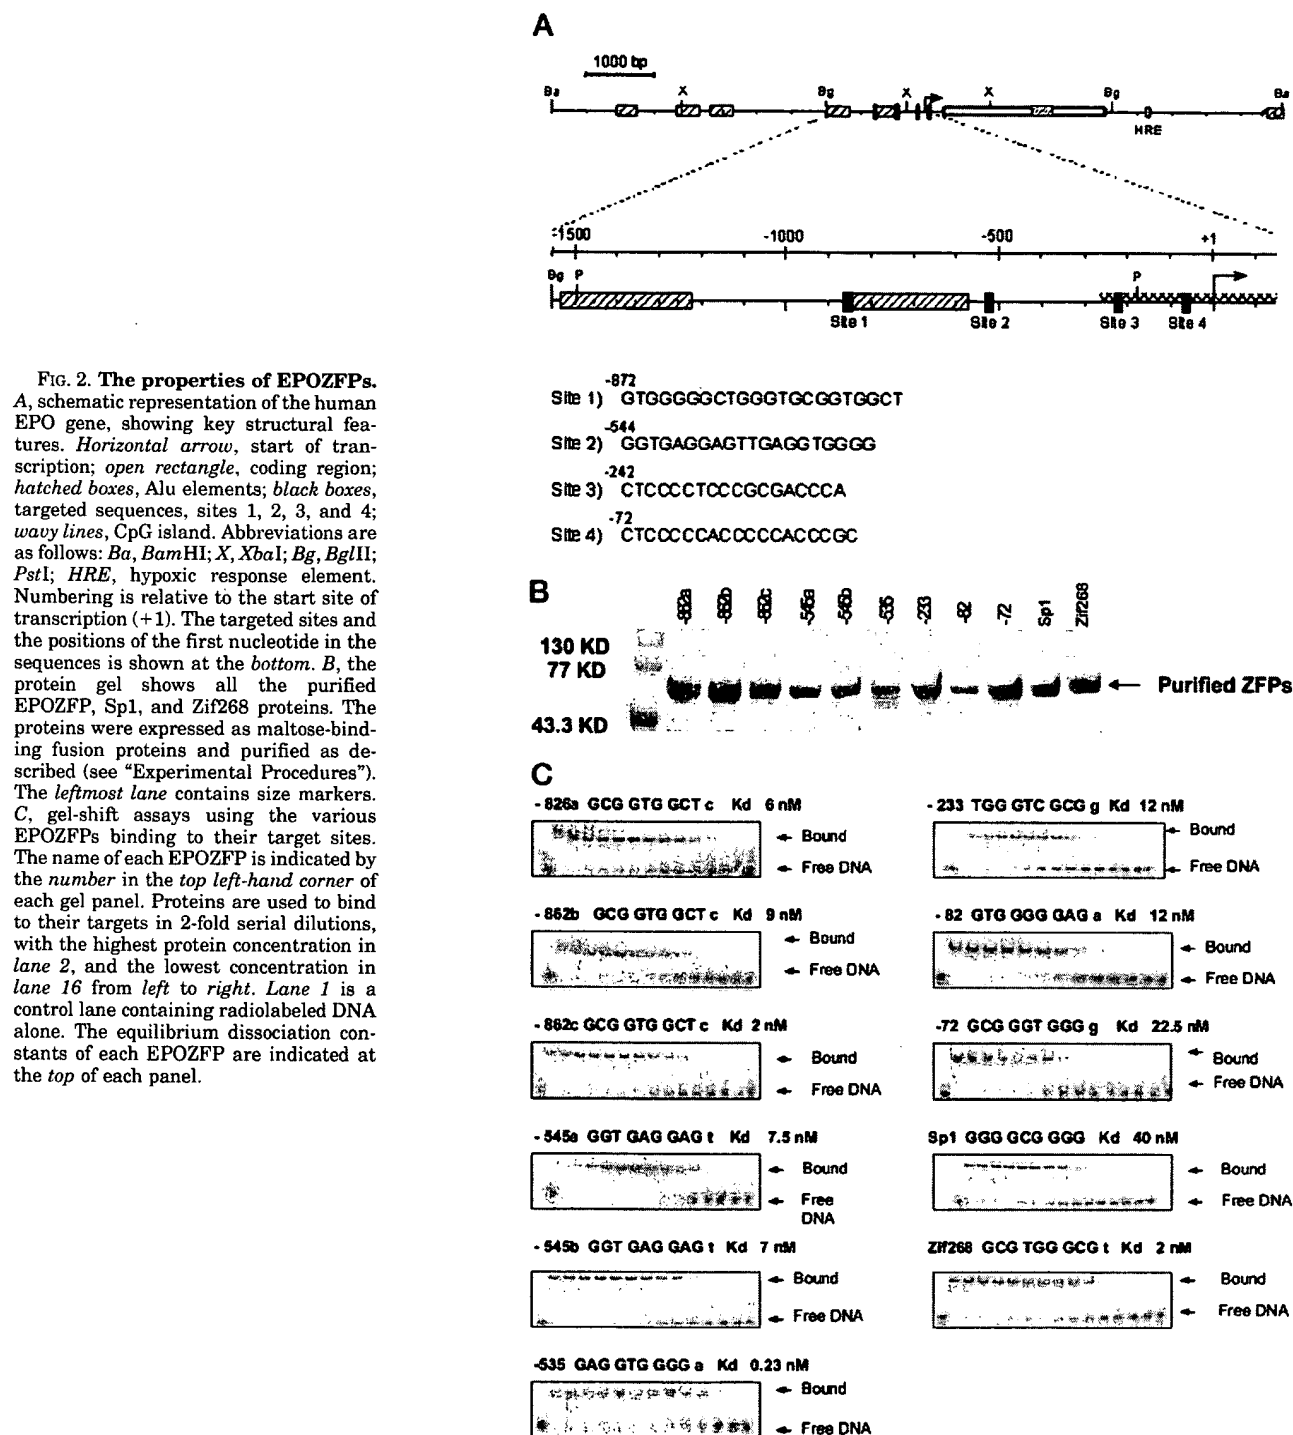 FIG. 2. The properties of EPOZFPs.
A, schematic representation of the human
EPO gene, showing key structural fea-
tures. Horizontal arrow, start of tran-
scription; open rectangle, coding region;
hatched boxes, Alu elements; black boxes,
targeted sequences, sites 1, 2, 3, and 4;
wavy lines, CpG island. Abbreviations are
as follows: Ba, BamHI; X, XbaI; Bg, BglII;
PstI; HRE, hypoxic response element.
Numbering is relative to the start site of
transcription (+1). The targeted sites and
the positions of the first nucleotide in the
sequences is shown at the bottom. B, the
protein gel shows all the purified
EPOZFP, Sp1, and Zif268 proteins. The
proteins were expressed as maltose-bind-
ing fusion proteins and purified as de-
scribed (see “Experimental Procedures”).
The leftmost lane contains size markers.
C, gel-shift assays using the various
EPOZFPs binding to their target sites.
The name of each EPOZFP is indicated by
the number in the top left-hand corner of
each gel panel. Proteins are used to bind
to their targets in 2-fold serial dilutions,
with the highest protein concentration in
lane 2, and the lowest concentration in
lane 16 from left to right. Lane 1 is a
control lane containing radiolabeled DNA
alone. The equilibrium dissociation con-
stants of each EPOZFP are indicated at
the top of each panel.
A
1000 bp
Ba X Bg X X Bg Ba
HRE
-1500 -1000 -500 +1
Bg P P
Site 1 Site 2 Site 3 Site 4
-872
Site 1) GTGGGGGCTGGGTGCGGTGGCT
-544
Site 2) GGTGAGGAGTTGAGGTGGGG
-242
Site 3) CTCCCCTCCCGCGACCCA
-72
Site 4) CTCCCCCACCCCCACCCGC
B
-862a -862b -862c -545a -545b -535 -233 -82 -72 Sp1 Zif268
130 KD
77 KD
43.3 KD
Purified ZFPs
C
- 826a GCG GTG GCT c Kd 6 nM
Bound
Free DNA
- 862b GCG GTG GCT c Kd 9 nM
Bound
Free DNA
- 862c GCG GTG GCT c Kd 2 nM
Bound
Free DNA
- 545a GGT GAG GAG t Kd 7.5 nM
Bound
Free
DNA
- 545b GGT GAG GAG t Kd 7 nM
Bound
Free DNA
-535 GAG GTG GGG a Kd 0.23 nM
Bound
Free DNA
- 233 TGG GTC GCG g Kd 12 nM
Bound
Free DNA
- 82 GTG GGG GAG a Kd 12 nM
Bound
Free DNA
-72 GCG GGT GGG g Kd 22.5 nM
Bound
Free DNA
Sp1 GGG GCG GGG Kd 40 nM
Bound
Free DNA
Zif268 GCG TGG GCG t Kd 2 nM
Bound
Free DNA